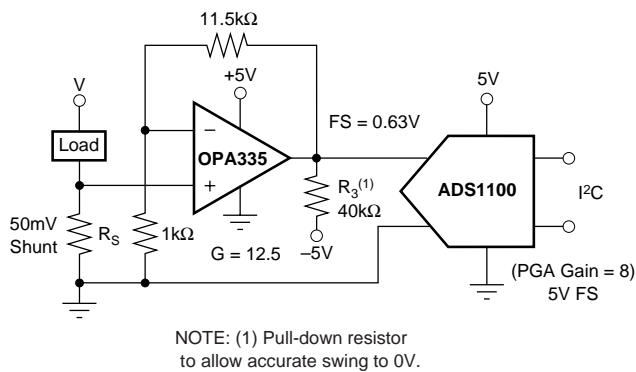 11.5kΩ
V
+5V
5V
FS = 0.63V
Load
−
OPA335
+
R3(1)
40kΩ
ADS1100
I2C
50mV
Shunt
RS
1kΩ
G = 12.5
–5V
(PGA Gain = 8)
5V FS
NOTE: (1) Pull-down resistor
to allow accurate swing to 0V.